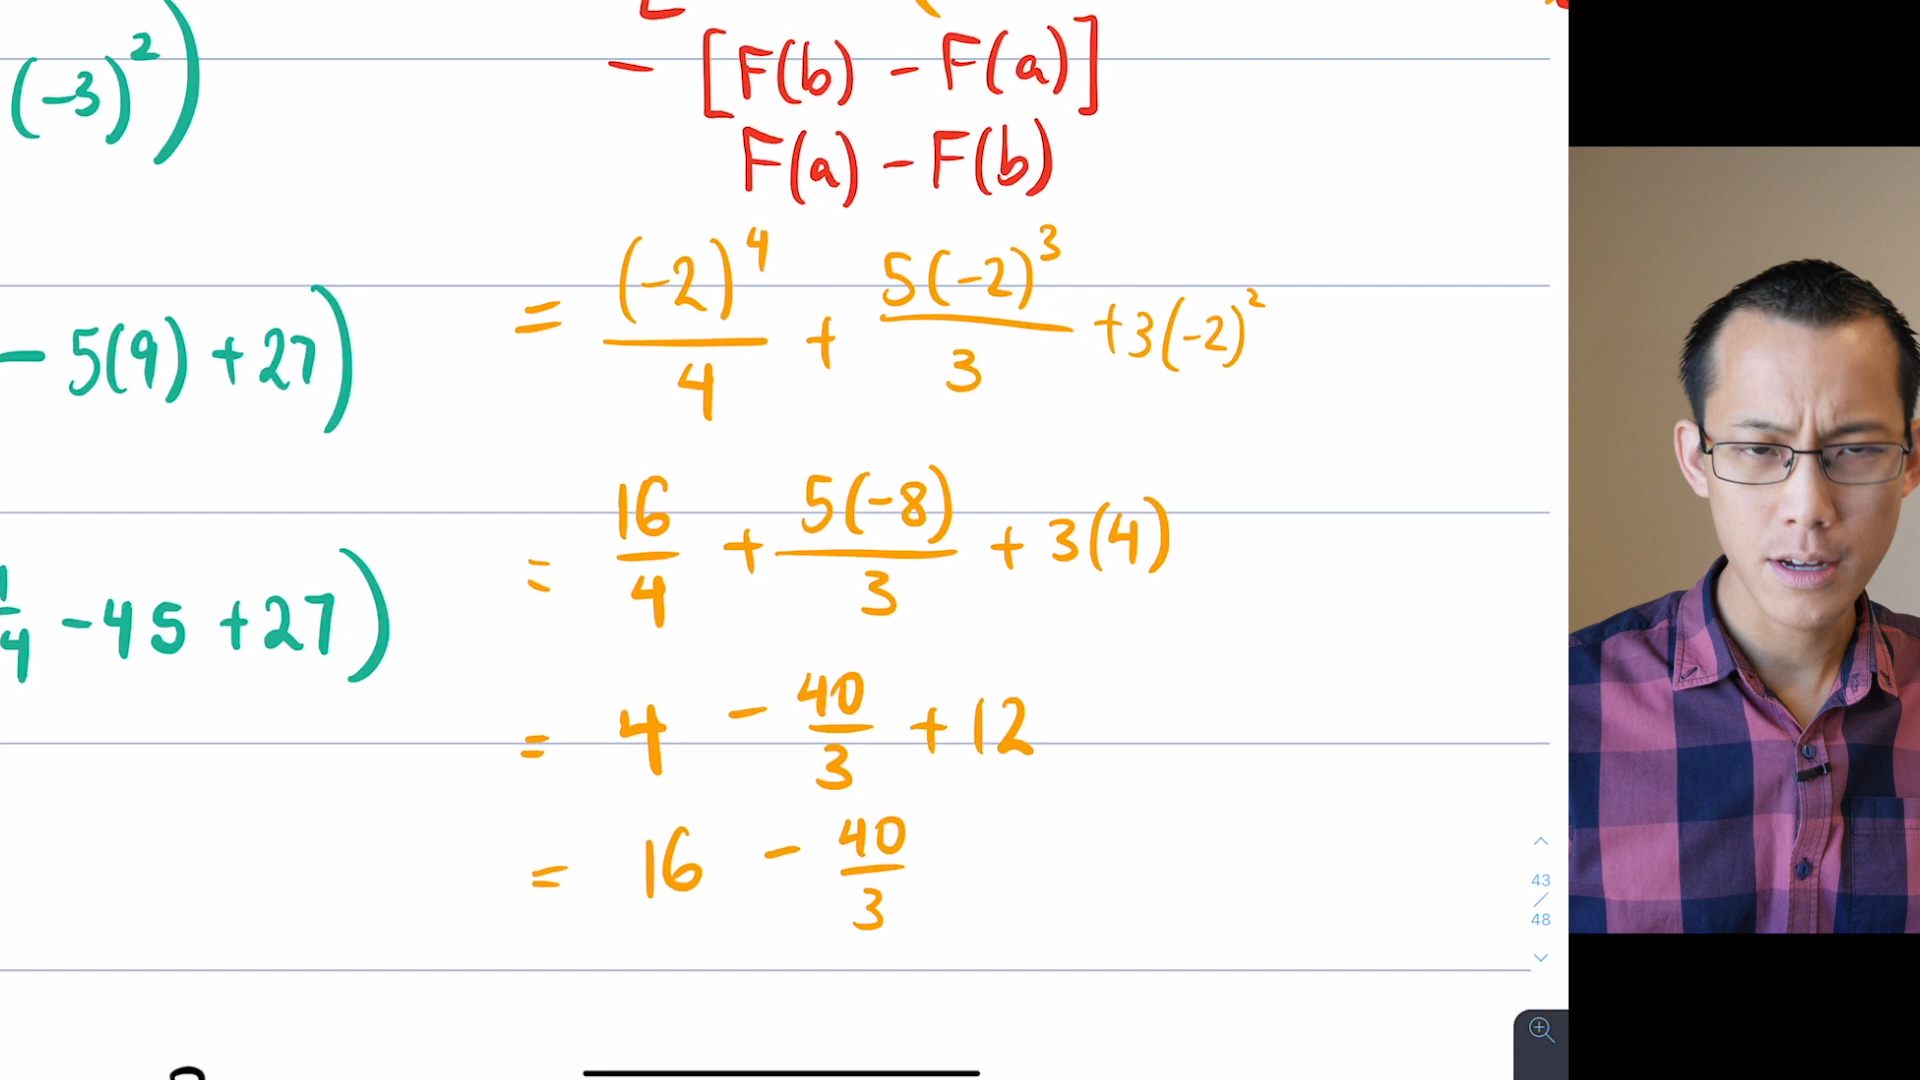 (-3)^2)
- 5(9) + 27)
/4 - 45 + 27)
- [F(b) - F(a)]
F(a) - F(b)
= (-2)^4/4 + 5(-2)^3/3 + 3(-2)^2
= 16/4 + 5(-8)/3 + 3(4)
= 4 - 40/3 + 12
= 16 - 40/3
43
/
48